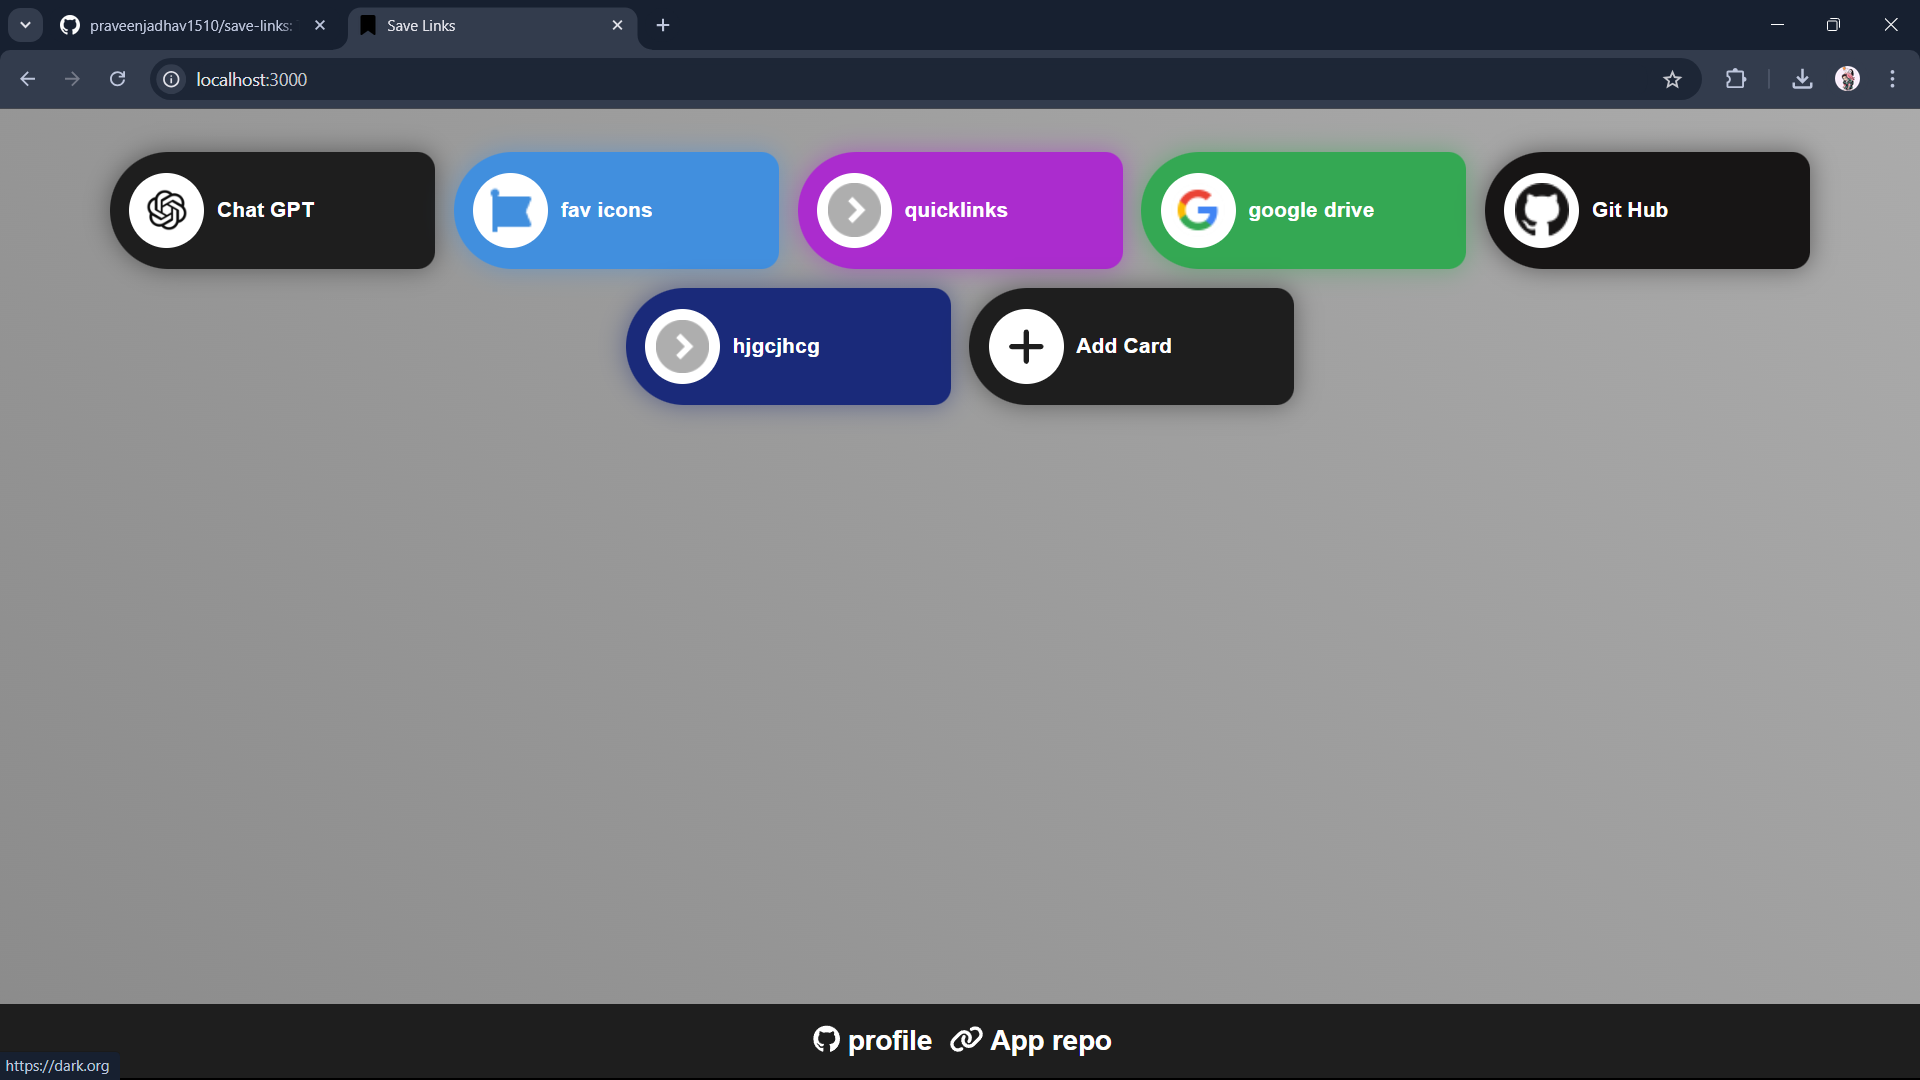 praveenjadhav1510/save-links:
Save Links
localhost:3000
Chat GPT
fav icons
quicklinks
google drive
Git Hub
hjgcjhcg
Add Card
profile
App repo
https://dark.org